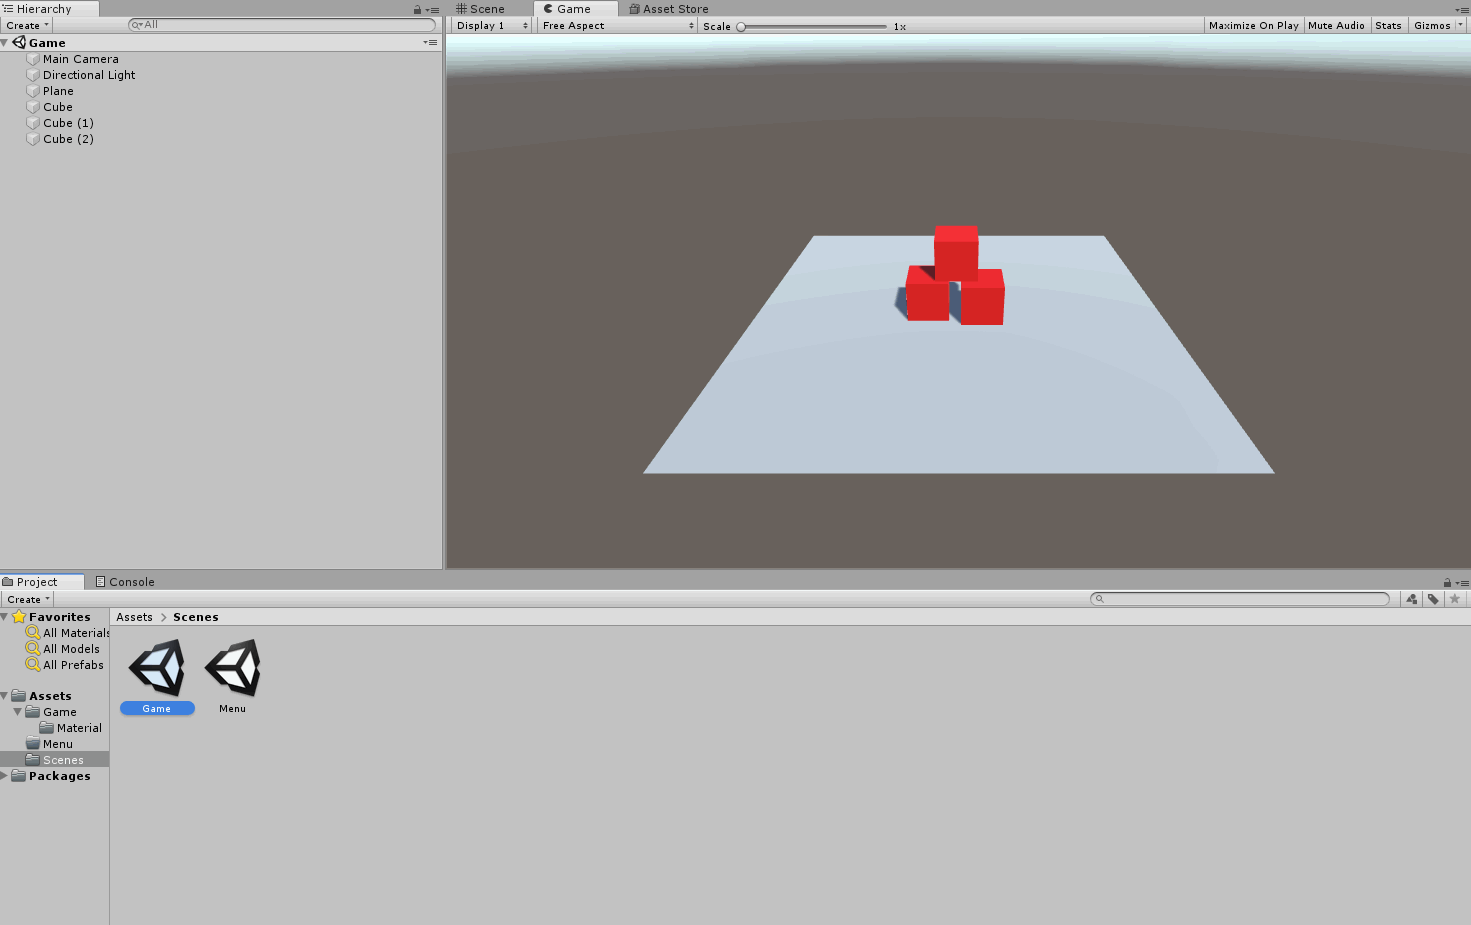 Hierarchy
Create
All
Game
Main Camera
Directional Light
Plane
Cube
Cube (1)
Cube (2)
Scene
Game
Asset Store
Display 1
Free Aspect
Scale
1x
Maximize On Play
Mute Audio
Stats
Gizmos
Project
Console
Create
Favorites
All Materials
All Models
All Prefabs
Assets
Game
Material
Menu
Scenes
Packages
Assets > Scenes
Game
Menu